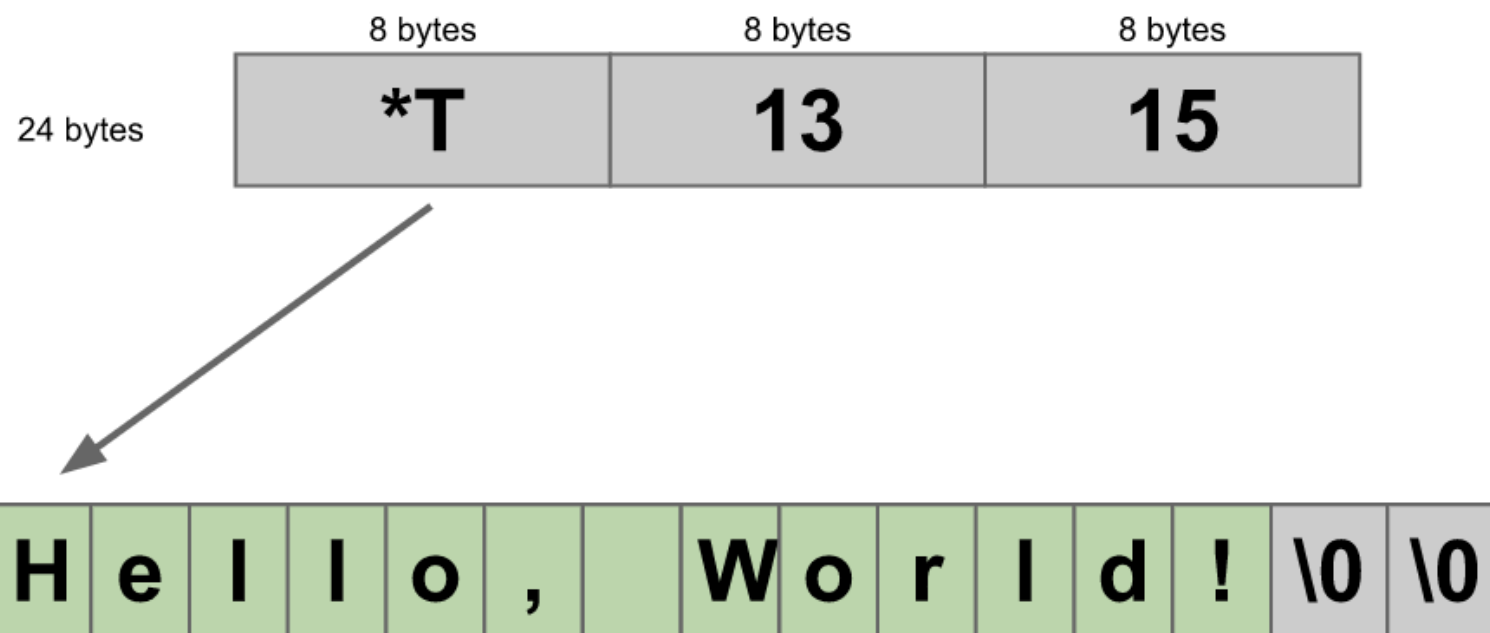 8 bytes 8 bytes 8 bytes
24 bytes *T 13 15
H e l l o , W o r l d ! \0 \0